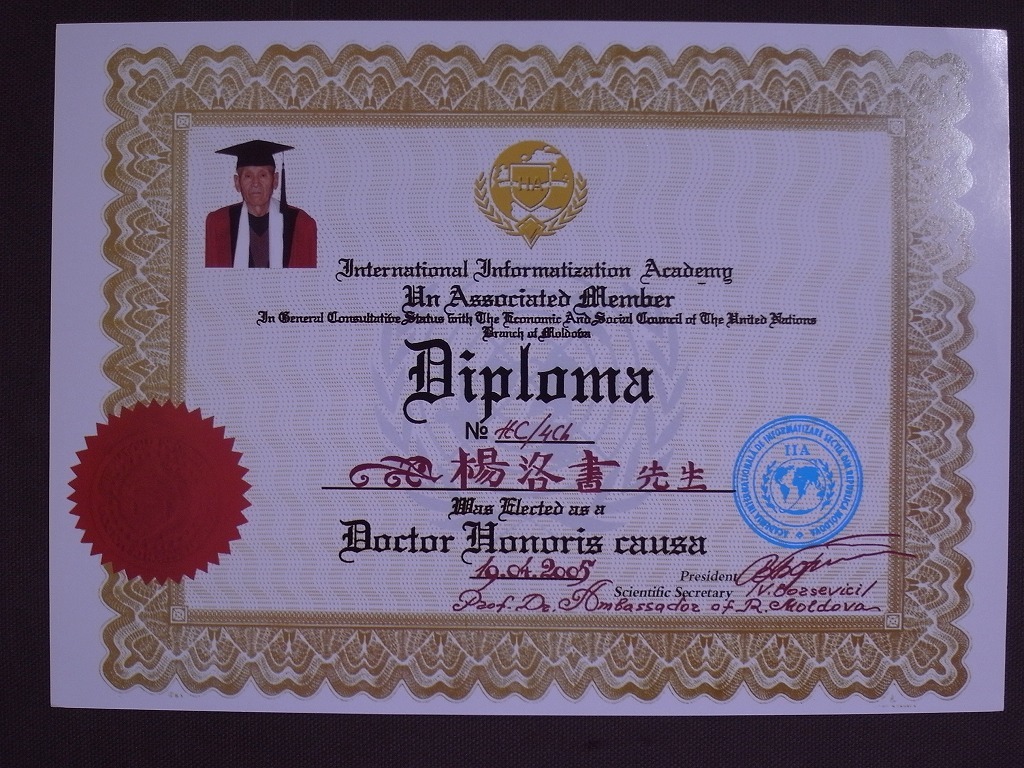 IIA
International Informatization Academy
Un Associated Member
In General Consultative Status with The Economic And Social Council of The United Nations
Branch of Moldova
Diploma
№ HC/4Ch
楊洛書 先生
Was Elected as a
Doctor Honoris causa
19.04.2005
President
Scientific Secretary
Prof. Dr. Ambassador of R. Moldova
IIA